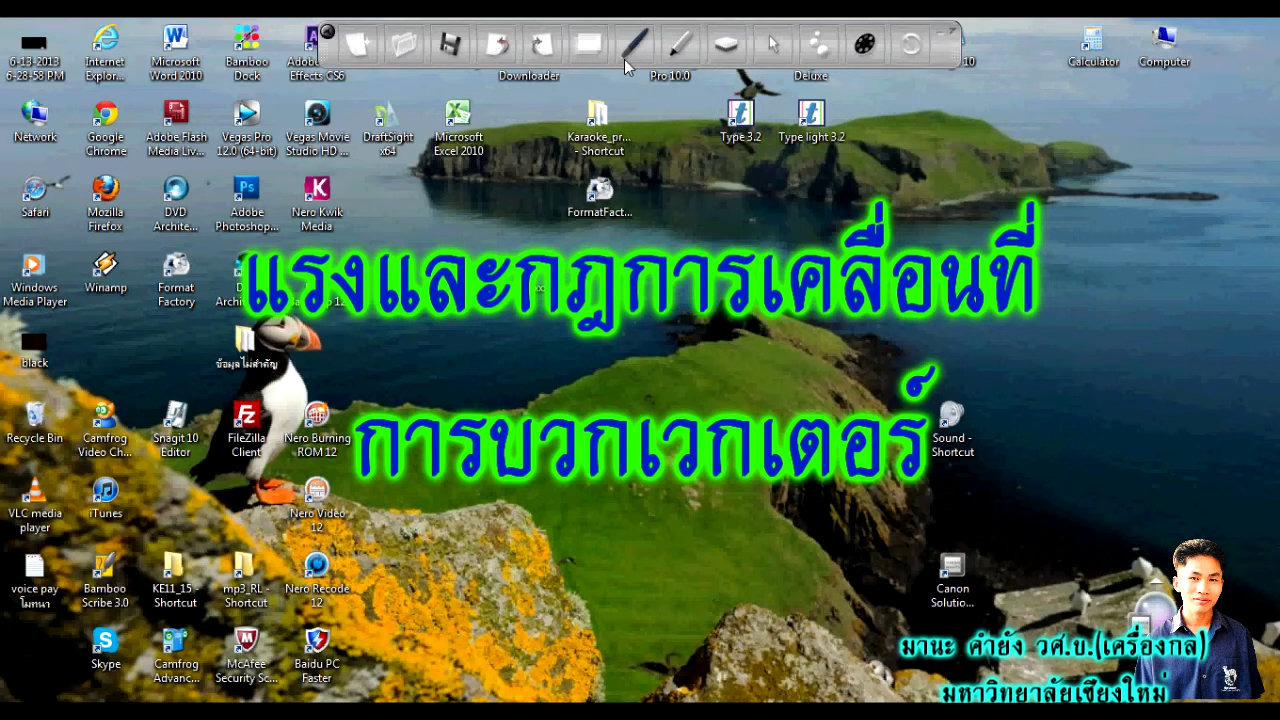 6-13-2013
6-28-58 PM
Internet
Explor...
Microsoft
Word 2010
Bamboo
Dock
Effects CS6
Downloader
Pro 10.0
Deluxe
10
Calculator
Computer
Network
Google
Chrome
Adobe Flash
Media Liv...
Vegas Pro
12.0 (64-bit)
Vegas Movie
Studio HD ...
DraftSight
x64
Microsoft
Excel 2010
Karaoke_pr...
- Shortcut
Type 3.2
Type light 3.2
Safari
Mozilla
Firefox
DVD
Archite...
Adobe
Photoshop...
Nero Kwik
Media
FormatFact...
แรงและกฎการเคลื่อนที่
Windows
Media Player
Winamp
Format
Factory
black
ข้อมูลไม่สำคัญ
การบวกเวกเตอร์
Recycle Bin
Camfrog
Video Ch...
Snagit 10
Editor
FileZilla
Client
Nero Burning
ROM 12
Sound -
Shortcut
VLC media
player
iTunes
Nero Video
12
voice pay
โมทนา
Bamboo
Scribe 3.0
KE11_15 -
Shortcut
mp3_RL -
Shortcut
Nero Recode
12
Canon
Solutio...
Skype
Camfrog
Advanc...
McAfee
Security Sc...
Baidu PC
Faster
มานะ คำยัง วศ.บ.(เครื่องกล)
มหาวิทยาลัยเชียงใหม่